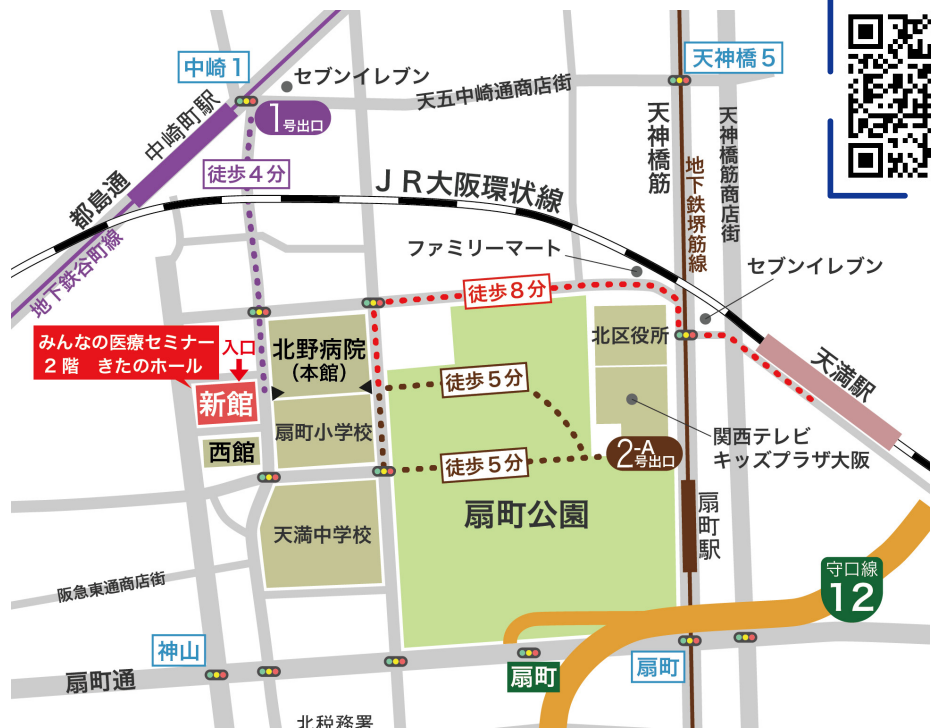 中崎1
セブンイレブン
天神橋5
天五中崎通商店街
中崎町駅
1号出口
天神橋筋
天神橋筋商店街
徒歩4分
都島通
JR大阪環状線
地下鉄堺筋線
地下鉄谷町線
ファミリーマート
セブンイレブン
徒歩8分
みんなの医療セミナー
2階 きたのホール
入口
北野病院
(本館)
北区役所
天満駅
徒歩5分
新館
扇町小学校
関西テレビ
キッズプラザ大阪
西館
徒歩5分
2-A号出口
扇町公園
扇町駅
天満中学校
阪急東通商店街
守口線
12
神山
扇町
扇町
扇町通
北税務署